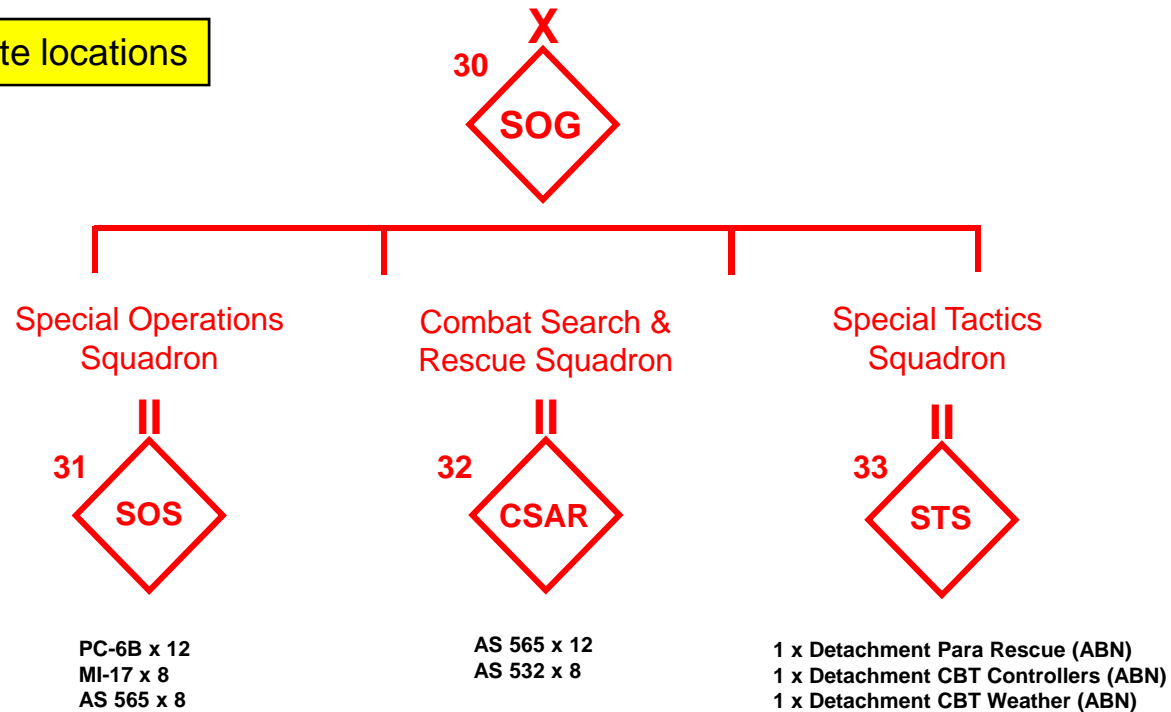 locations
X
30
SOG
Special Operations
Squadron
II
31
SOS
PC-6B x 12
MI-17 x 8
AS 565 x 8
Combat Search &
Rescue Squadron
II
32
CSAR
AS 565 x 12
AS 532 x 8
Special Tactics
Squadron
II
33
STS
1 x Detachment Para Rescue (ABN)
1 x Detachment CBT Controllers (ABN)
1 x Detachment CBT Weather (ABN)